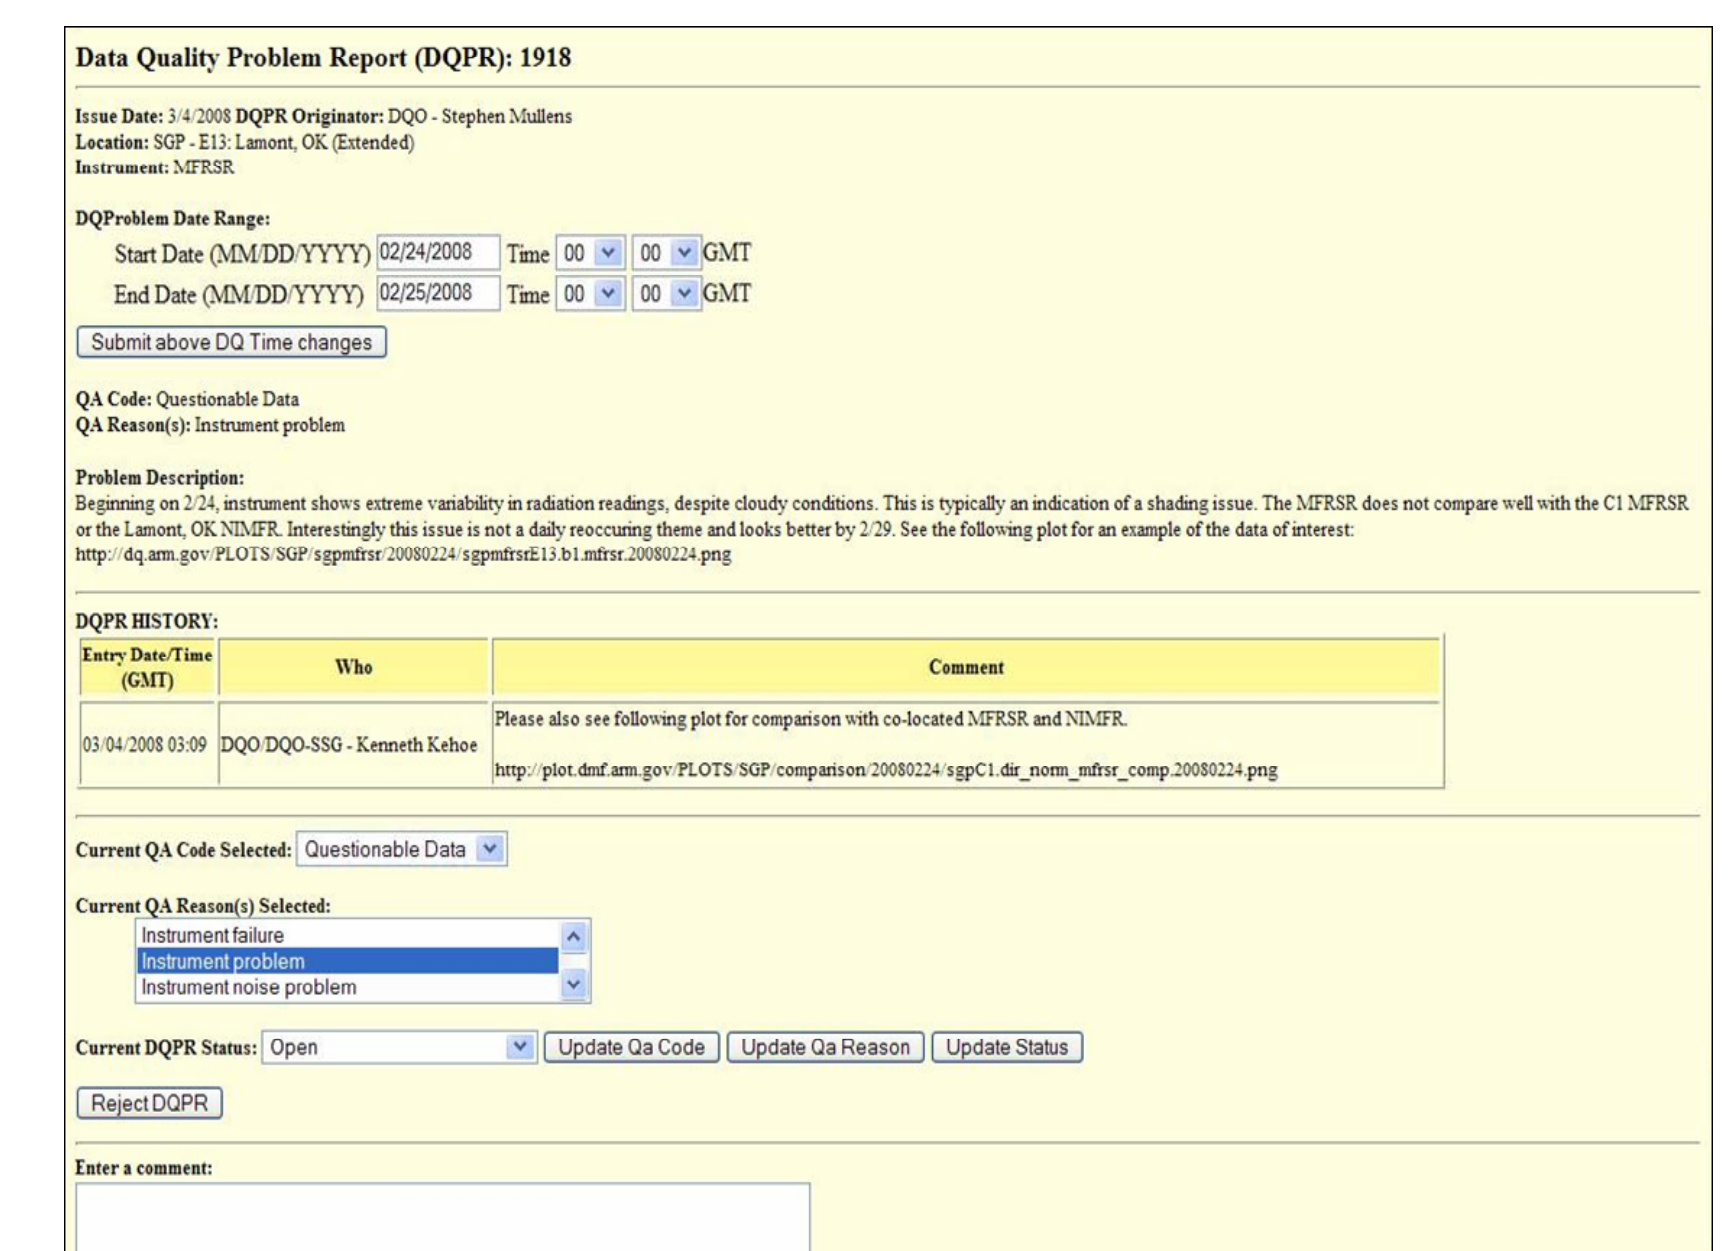 Data Quality Problem Report (DQPR): 1918
Issue Date: 3/4/2008 DQPR Originator: DQO - Stephen Mullens
Location: SGP - E13: Lamont, OK (Extended)
Instrument: MFRSR
DQProblem Date Range:
Start Date (MM/DD/YYYY) 02/24/2008 Time 00 00 GMT
End Date (MM/DD/YYYY) 02/25/2008 Time 00 00 GMT
Submit above DQ Time changes
QA Code: Questionable Data
QA Reason(s): Instrument problem
Problem Description:
Beginning on 2/24, instrument shows extreme variability in radiation readings, despite cloudy conditions. This is typically an indication of a shading issue. The MFRSR does not compare well with the C1 MFRSR
or the Lamont, OK NIMFR. Interestingly this issue is not a daily reoccuring theme and looks better by 2/29. See the following plot for an example of the data of interest:
http://dq.arm.gov/PLOTS/SGP/sgpmfrsr/20080224/sgpmfrsrE13.b1.mfrsr.20080224.png
DQPR HISTORY:
Entry Date/Time
(GMT)
Who
Comment
03/04/2008 03:09
DQO/DQO-SSG - Kenneth Kehoe
Please also see following plot for comparison with co-located MFRSR and NIMFR.
http://plot.dmf.arm.gov/PLOTS/SGP/comparison/20080224/sgpC1.dir_norm_mfrsr_comp.20080224.png
Current QA Code Selected: Questionable Data
Current QA Reason(s) Selected:
Instrument failure
Instrument problem
Instrument noise problem
Current DQPR Status: Open Update Qa Code Update Qa Reason Update Status
Reject DQPR
Enter a comment: